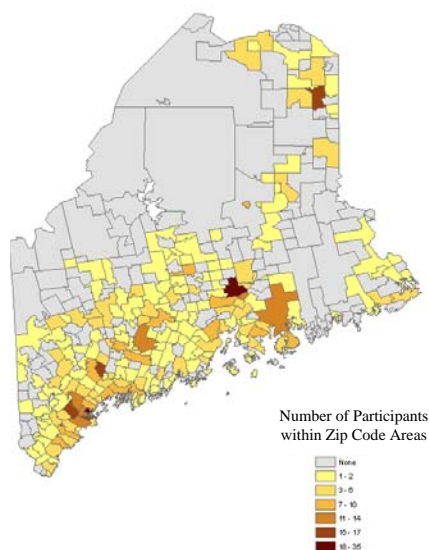 Number of Participants
within Zip Code Areas
None
1 - 2
3 - 6
7 - 10
11 - 14
15 - 17
18 - 35